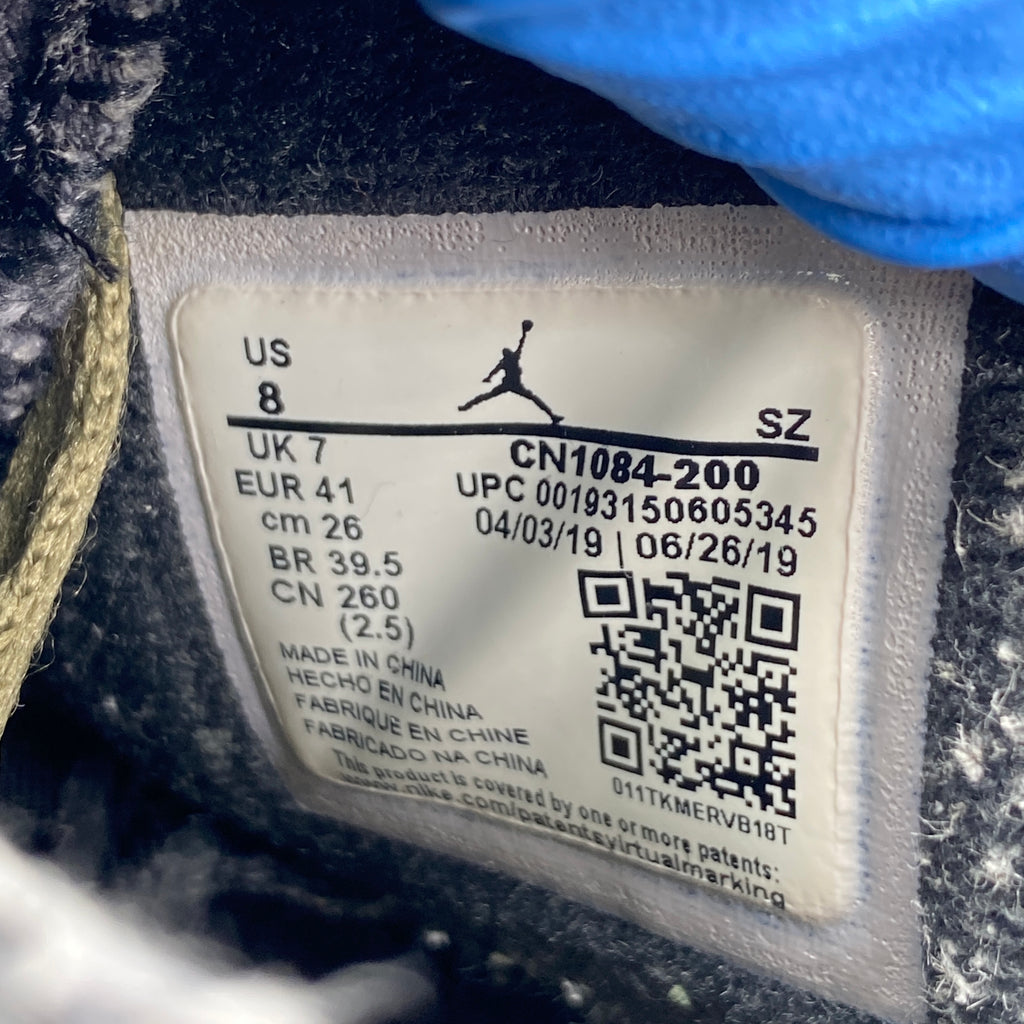 US
8
SZ
UK 7
EUR 41
cm 26
BR 39.5
CN 260
(2.5)
CN1084-200
UPC 00193150605345
04/03/19 | 06/26/19
MADE IN CHINA
HECHO EN CHINA
FABRIQUE EN CHINE
FABRICADO NA CHINA
011TKMERVB18T
This product is covered by one or more patents:
www.nike.com/patentsvirtualmarking